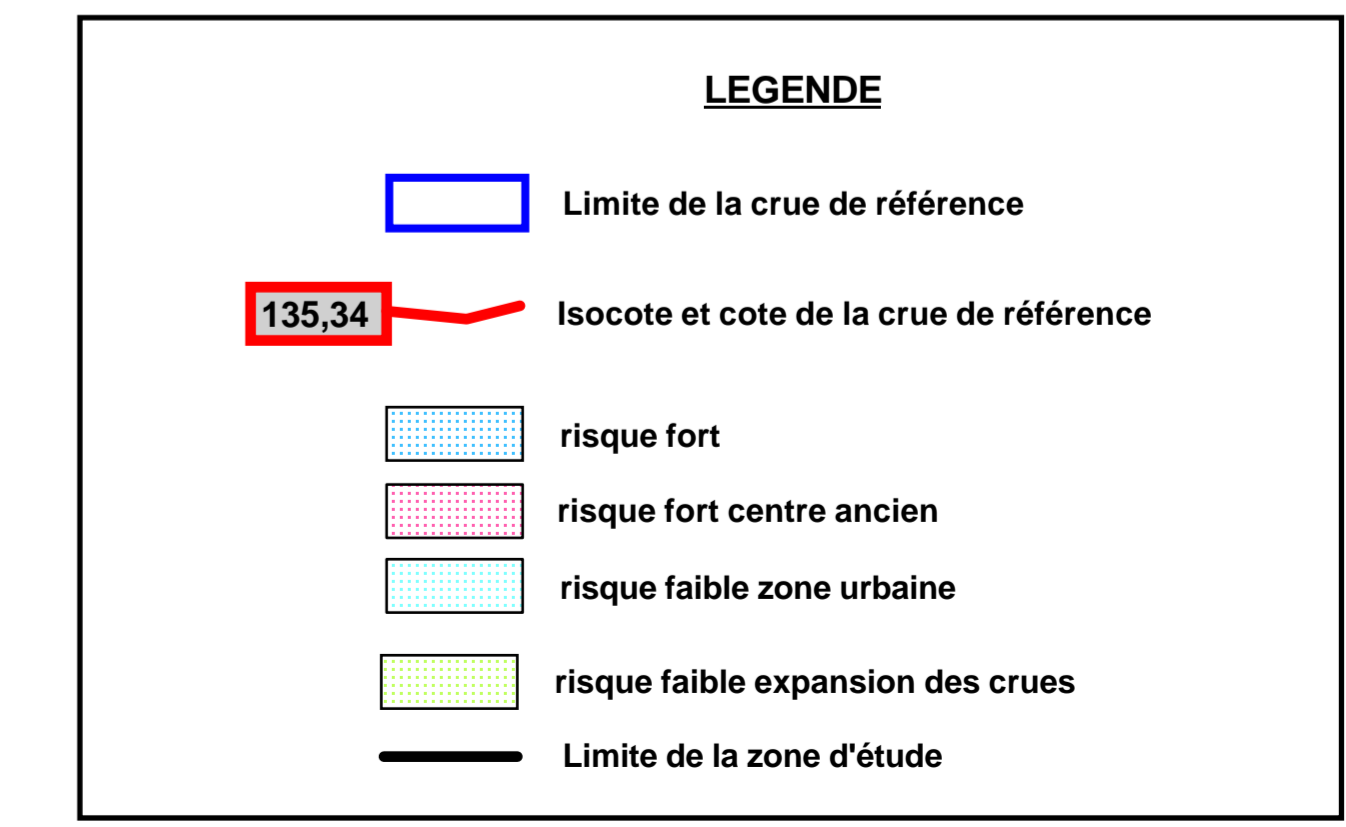 LEGENDE
Limite de la crue de référence
135,34 Isocote et cote de la crue de référence
risque fort
risque fort centre ancien
risque faible zone urbaine
risque faible expansion des crues
Limite de la zone d'étude